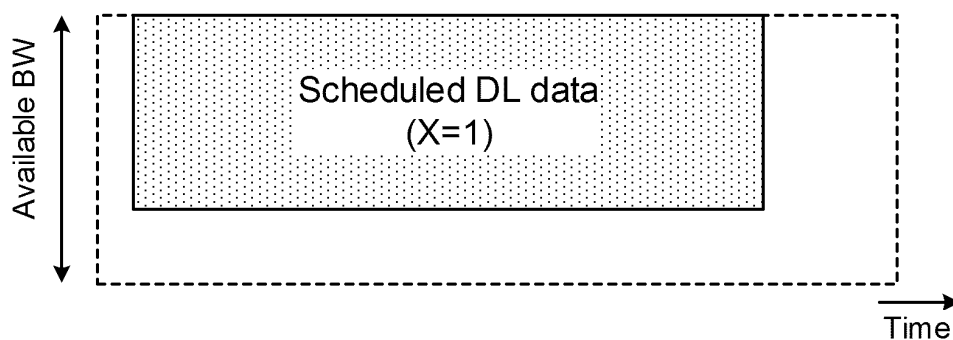 Available BW
Scheduled DL data
(X=1)
Time